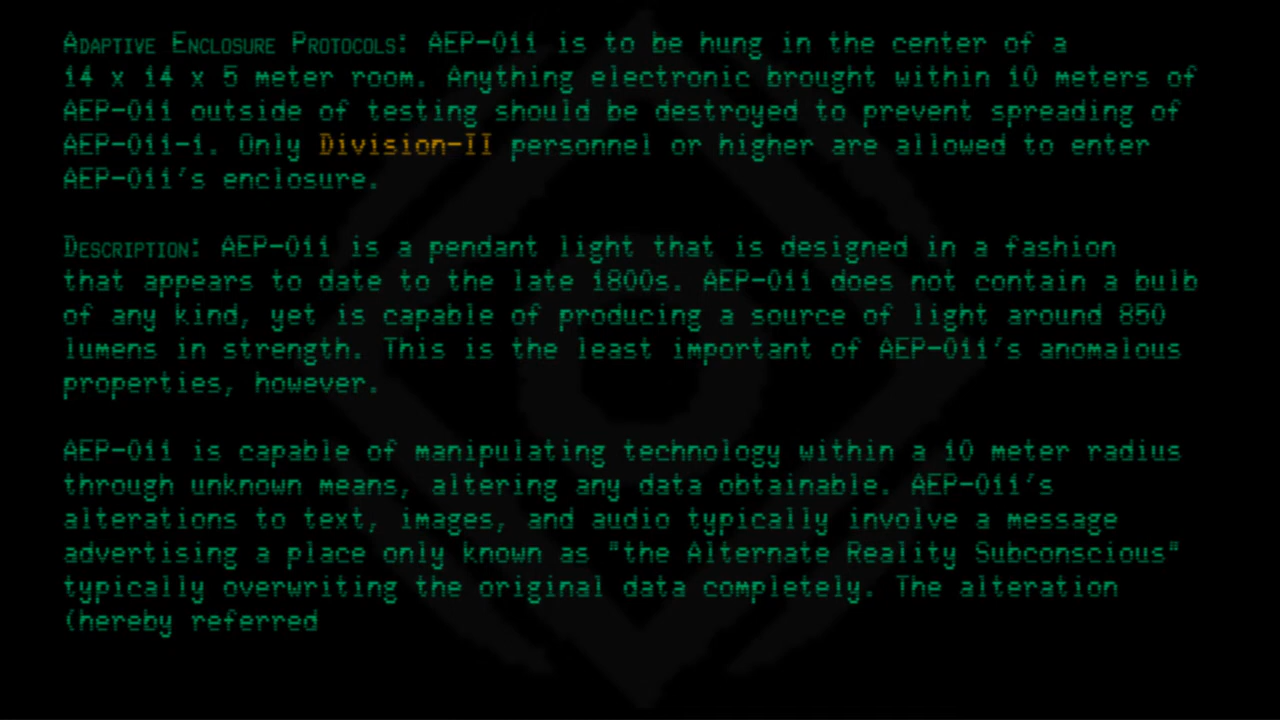 Adaptive Enclosure Protocols: AEP-011 is to be hung in the center of a
14 x 14 x 5 meter room. Anything electronic brought within 10 meters of
AEP-011 outside of testing should be destroyed to prevent spreading of
AEP-011-1. Only Division-II personnel or higher are allowed to enter
AEP-011's enclosure.
Description: AEP-011 is a pendant light that is designed in a fashion
that appears to date to the late 1800s. AEP-011 does not contain a bulb
of any kind, yet is capable of producing a source of light around 850
lumens in strength. This is the least important of AEP-011's anomalous
properties, however.
AEP-011 is capable of manipulating technology within a 10 meter radius
through unknown means, altering any data obtainable. AEP-011's
alterations to text, images, and audio typically involve a message
advertising a place only known as "the Alternate Reality Subconscious"
typically overwriting the original data completely. The alteration
(hereby referred